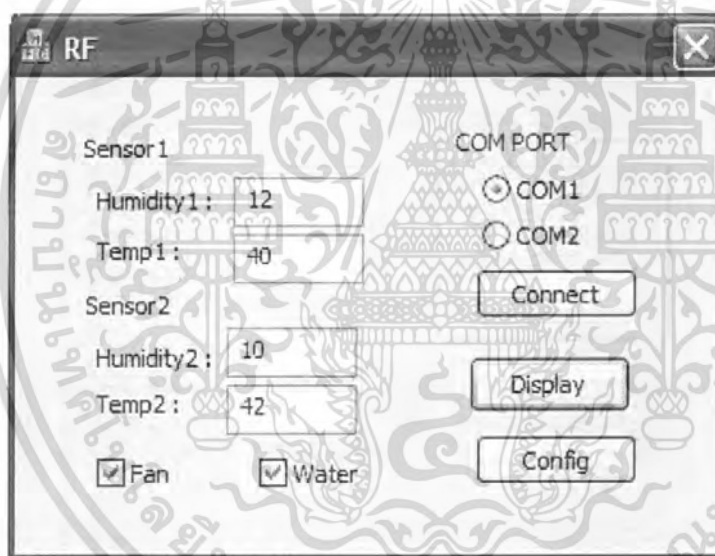 RF
Sensor1
Humidity1 : 12
Temp1 : 40
Sensor2
Humidity2 : 10
Temp2 : 42
Fan
Water
COM PORT
COM1
COM2
Connect
Display
Config